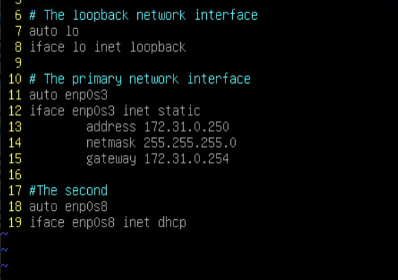 6 # The loopback network interface
7 auto lo
8 iface lo inet loopback
9
10 # The primary network interface
11 auto enp0s3
12 iface enp0s3 inet static
13         address 172.31.0.250
14         netmask 255.255.255.0
15         gateway 172.31.0.254
16
17 #The second
18 auto enp0s8
19 iface enp0s8 inet dhcp
~
~
~